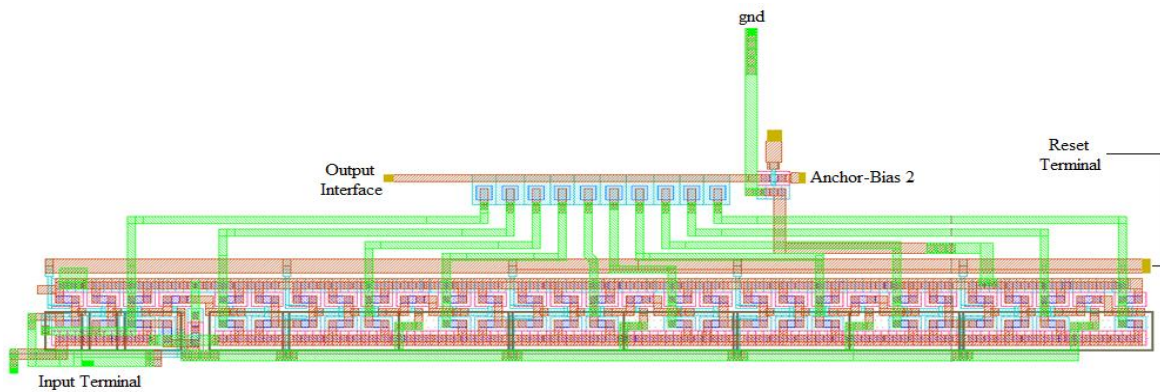 gnd
Output
Interface
Anchor-Bias 2
Reset
Terminal
Input Terminal